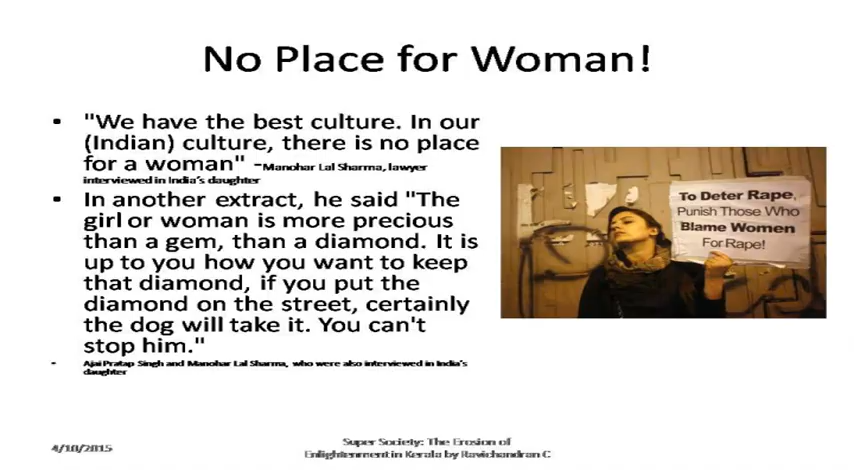 No Place for Woman!
• "We have the best culture. In our
(Indian) culture, there is no place
for a woman" -Manohar Lal Sharma, lawyer
interviewed in India's daughter
• In another extract, he said "The
girl or woman is more precious
than a gem, than a diamond. It is
up to you how you want to keep
that diamond, if you put the
diamond on the street, certainly
the dog will take it. You can't
stop him."
• Ajai Pratap Singh and Manohar Lal Sharma, who were also interviewed in India's
daughter
To Deter Rape,
Punish Those Who
Blame Women
For Rape!
4/10/2015
Super Society: The Erosion of
Enlightenment in Kerala by Ravichandran C